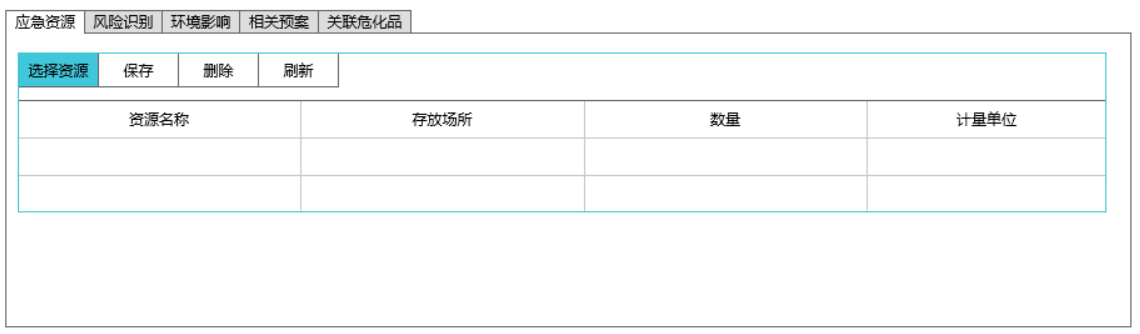 应急资源 风险识别 环境影响 相关预案 关联危化品
选择资源 保存 删除 刷新
资源名称 存放场所 数量 计量单位